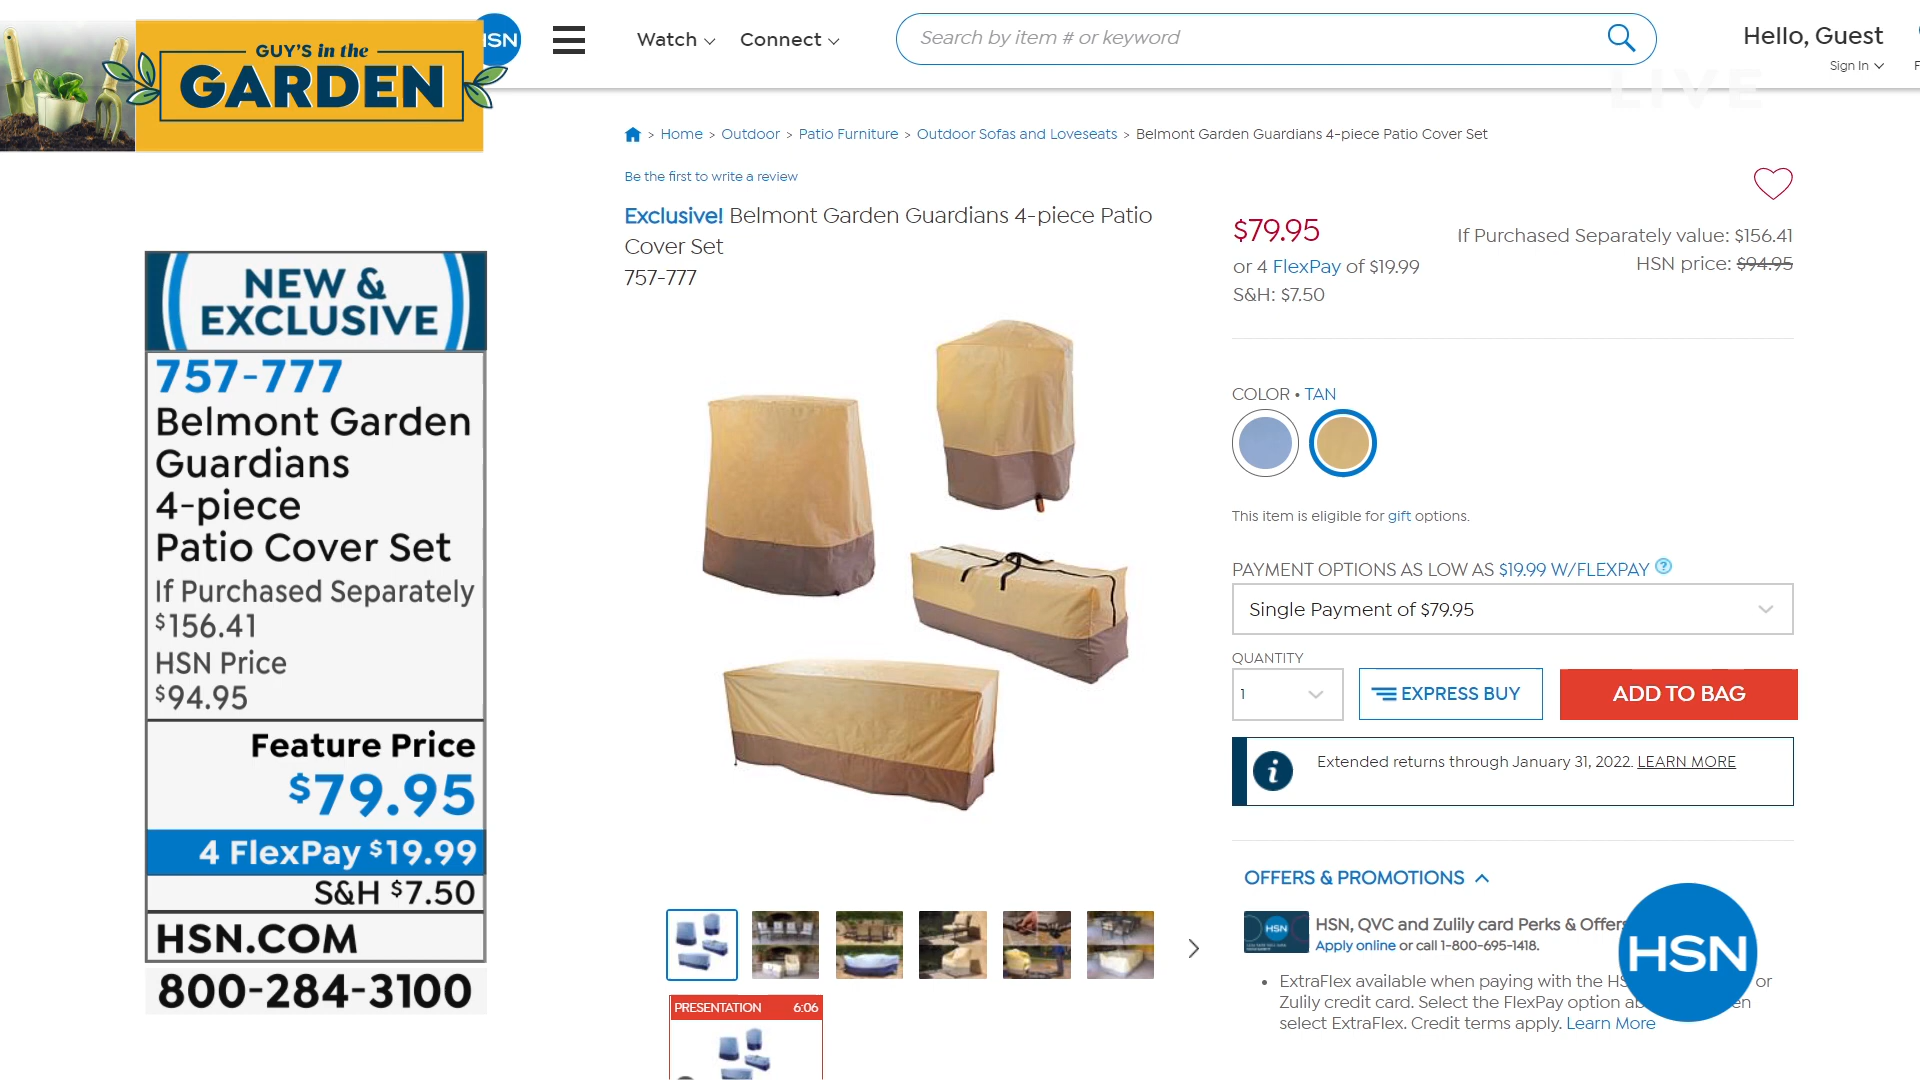 GUY'S in the
GARDEN
HSN
Watch
Connect
Search by item # or keyword
Hello, Guest
Sign In
LIVE
> Home > Outdoor > Patio Furniture > Outdoor Sofas and Loveseats > Belmont Garden Guardians 4-piece Patio Cover Set
Be the first to write a review
Exclusive! Belmont Garden Guardians 4-piece Patio
Cover Set
757-777
$79.95
or 4 FlexPay of $19.99
S&H: $7.50
If Purchased Separately value: $156.41
HSN price: $94.95
COLOR • TAN
This item is eligible for gift options.
PAYMENT OPTIONS AS LOW AS $19.99 W/FLEXPAY ?
Single Payment of $79.95
QUANTITY
1
EXPRESS BUY
ADD TO BAG
i
Extended returns through January 31, 2022. LEARN MORE
OFFERS & PROMOTIONS
HSN
HSN, QVC and Zulily card Perks & Offers
Apply online or call 1-800-695-1418.
• ExtraFlex available when paying with the HS or
Zulily credit card. Select the FlexPay option
select ExtraFlex. Credit terms apply. Learn More
HSN
PRESENTATION 6:06
NEW &
EXCLUSIVE
757-777
Belmont Garden
Guardians
4-piece
Patio Cover Set
If Purchased Separately
$156.41
HSN Price
$94.95
Feature Price
$79.95
4 FlexPay $19.99
S&H $7.50
HSN.COM
800-284-3100